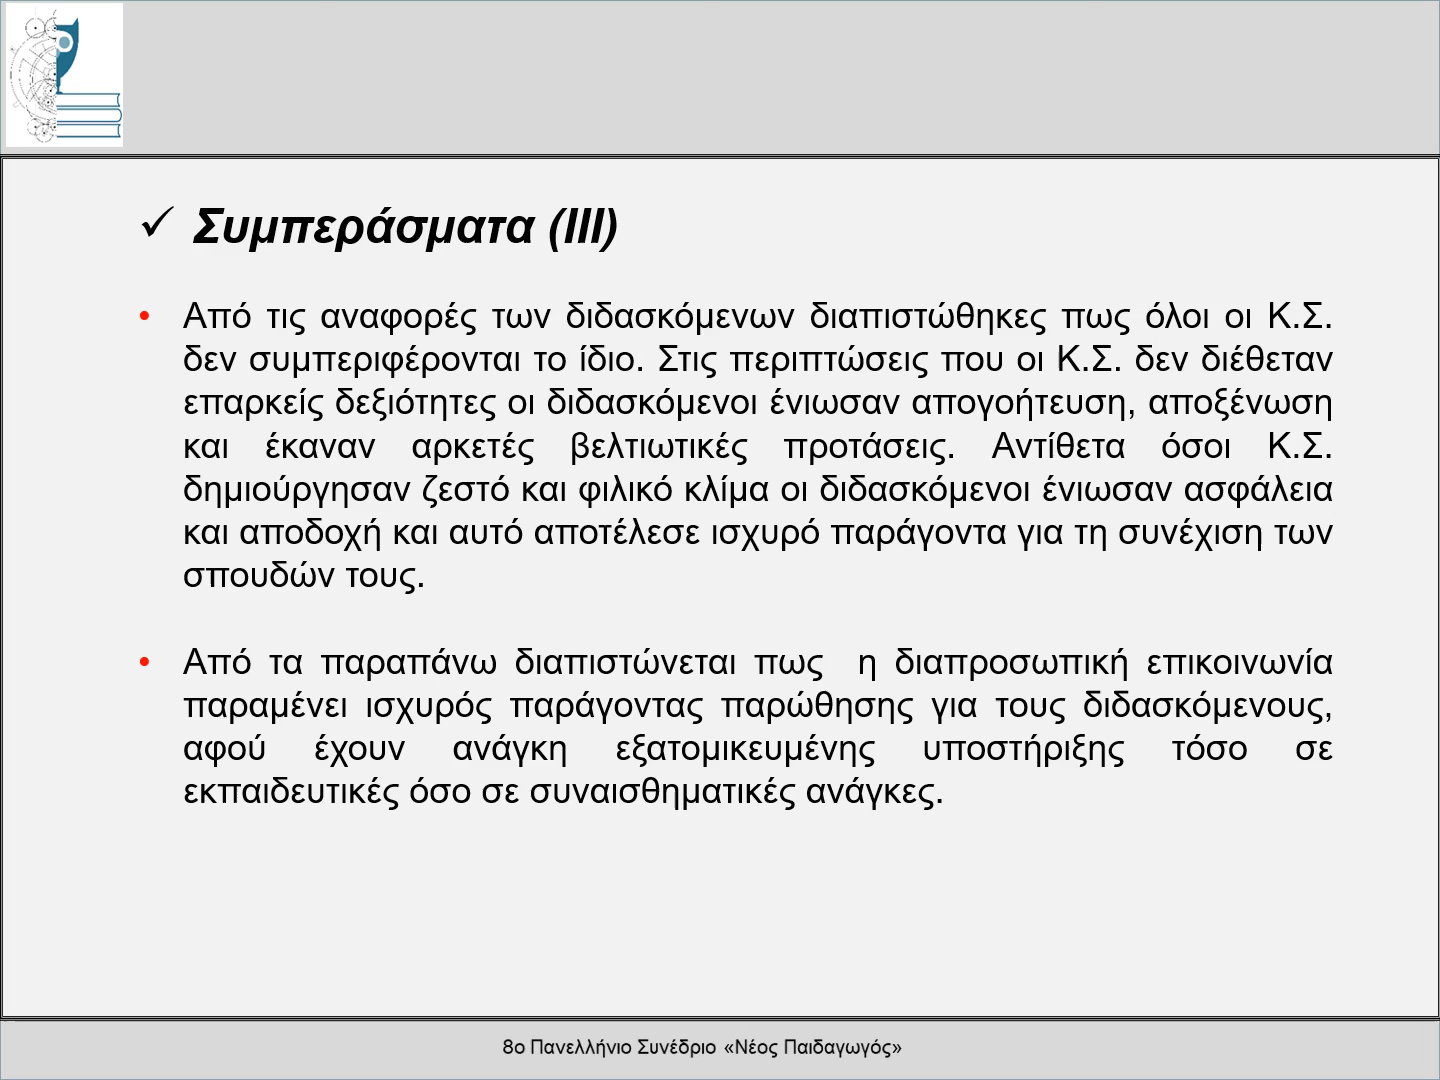 ✓ Συμπεράσματα (ΙΙΙ)
• Από τις αναφορές των διδασκόμενων διαπιστώθηκες πως όλοι οι Κ.Σ.
δεν συμπεριφέρονται το ίδιο. Στις περιπτώσεις που οι Κ.Σ. δεν διέθεταν
επαρκείς δεξιότητες οι διδασκόμενοι ένιωσαν απογοήτευση, αποξένωση
και έκαναν αρκετές βελτιωτικές προτάσεις. Αντίθετα όσοι Κ.Σ.
δημιούργησαν ζεστό και φιλικό κλίμα οι διδασκόμενοι ένιωσαν ασφάλεια
και αποδοχή και αυτό αποτέλεσε ισχυρό παράγοντα για τη συνέχιση των
σπουδών τους.
• Από τα παραπάνω διαπιστώνεται πως η διαπροσωπική επικοινωνία
παραμένει ισχυρός παράγοντας παρώθησης για τους διδασκόμενους,
αφού έχουν ανάγκη εξατομικευμένης υποστήριξης τόσο σε
εκπαιδευτικές όσο σε συναισθηματικές ανάγκες.
8ο Πανελλήνιο Συνέδριο «Νέος Παιδαγωγός»